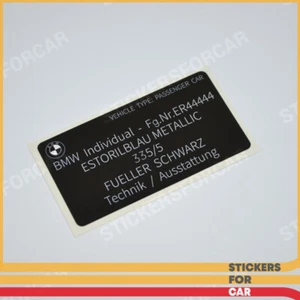 VEHICLE TYPE: PASSENGER CAR
BMW Individual - Fg.Nr.ER44444
ESTORILBLAU METALLIC
335/5
FUELLER SCHWARZ
Technik / Ausstattung
STICKERSFORCAR
STICKERS
FOR
CAR